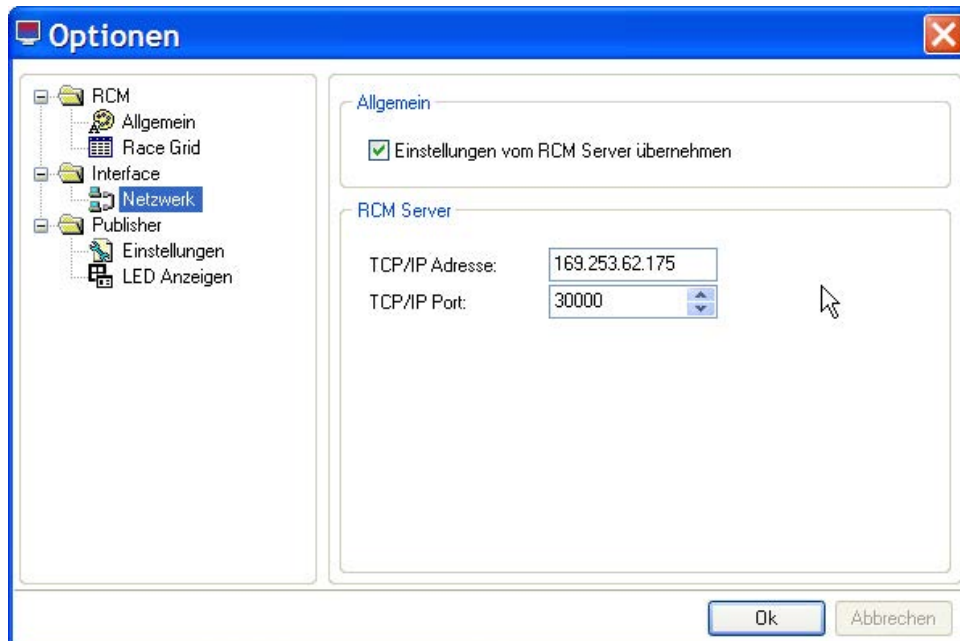 Optionen
RCM
Allgemein
Race Grid
Interface
Netzwerk
Publisher
Einstellungen
LED Anzeigen
Allgemein
Einstellungen vom RCM Server übernehmen
RCM Server
TCP/IP Adresse: 169.253.62.175
TCP/IP Port: 30000
Ok Abbrechen